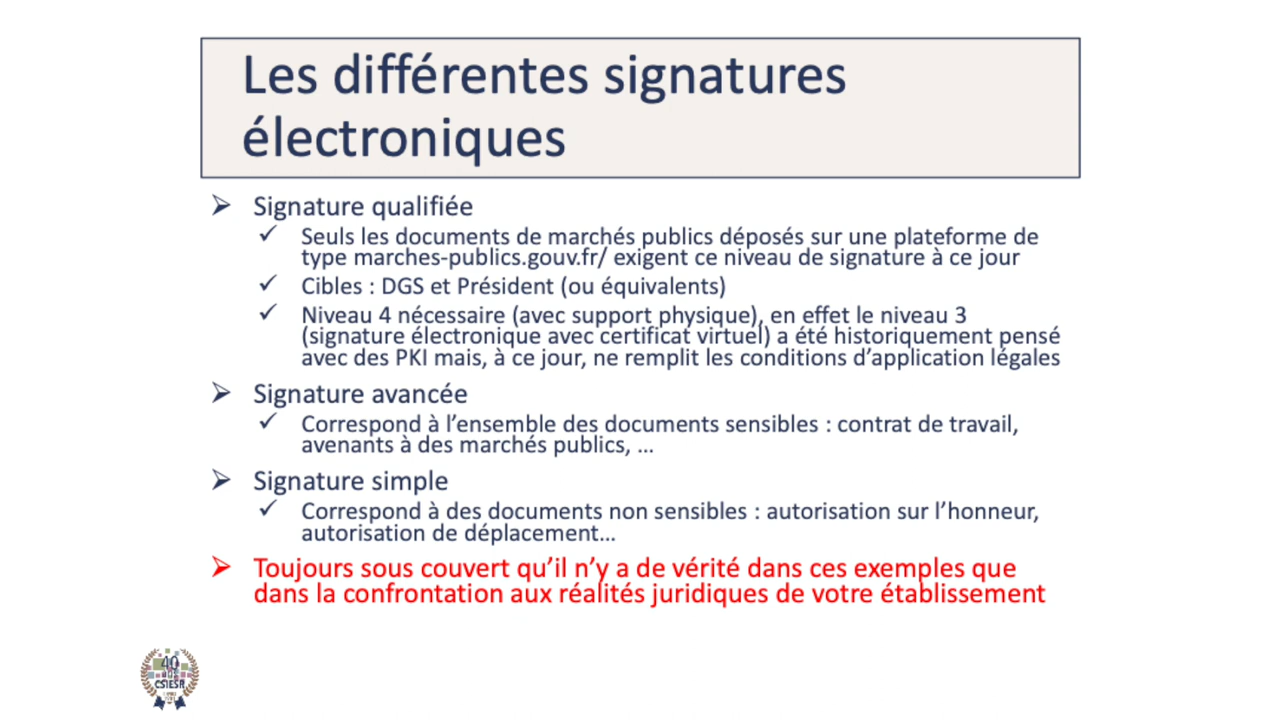 Les différentes signatures
électroniques
Signature qualifiée
Seuls les documents de marchés publics déposés sur une plateforme de
type marches-publics.gouv.fr/ exigent ce niveau de signature à ce jour
Cibles : DGS et Président (ou équivalents)
Niveau 4 nécessaire (avec support physique), en effet le niveau 3
(signature électronique avec certificat virtuel) a été historiquement pensé
avec des PKI mais, à ce jour, ne remplit les conditions d’application légales
Signature avancée
Correspond à l’ensemble des documents sensibles : contrat de travail,
avenants à des marchés publics, …
Signature simple
Correspond à des documents non sensibles : autorisation sur l’honneur,
autorisation de déplacement…
Toujours sous couvert qu’il n’y a de vérité dans ces exemples que
dans la confrontation aux réalités juridiques de votre établissement
40
CSIESR